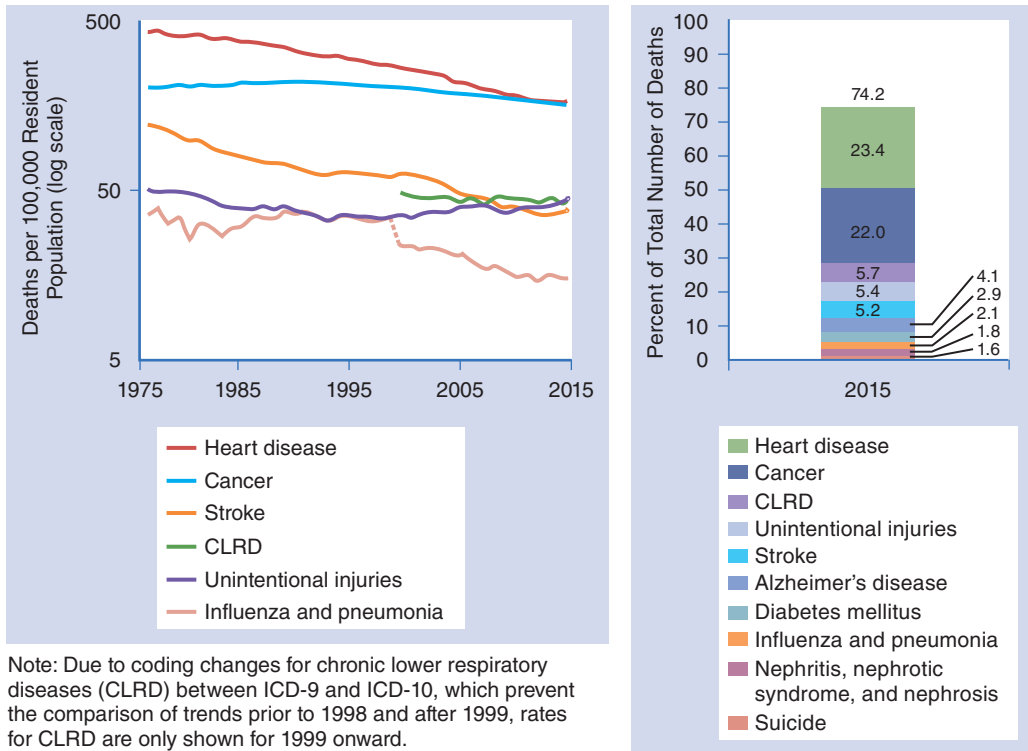 Deaths per 100,000 Resident
Population (log scale)
500
50
5
1975
1985
1995
2005
2015
Heart disease
Cancer
Stroke
CLRD
Unintentional injuries
Influenza and pneumonia
Note: Due to coding changes for chronic lower respiratory
diseases (CLRD) between ICD-9 and ICD-10, which prevent
the comparison of trends prior to 1998 and after 1999, rates
for CLRD are only shown for 1999 onward.
Percent of Total Number of Deaths
100
90
80
70
60
50
40
30
20
10
0
74.2
23.4
22.0
5.7
5.4
5.2
4.1
2.9
2.1
1.8
1.6
2015
Heart disease
Cancer
CLRD
Unintentional injuries
Stroke
Alzheimer's disease
Diabetes mellitus
Influenza and pneumonia
Nephritis, nephrotic
syndrome, and nephrosis
Suicide